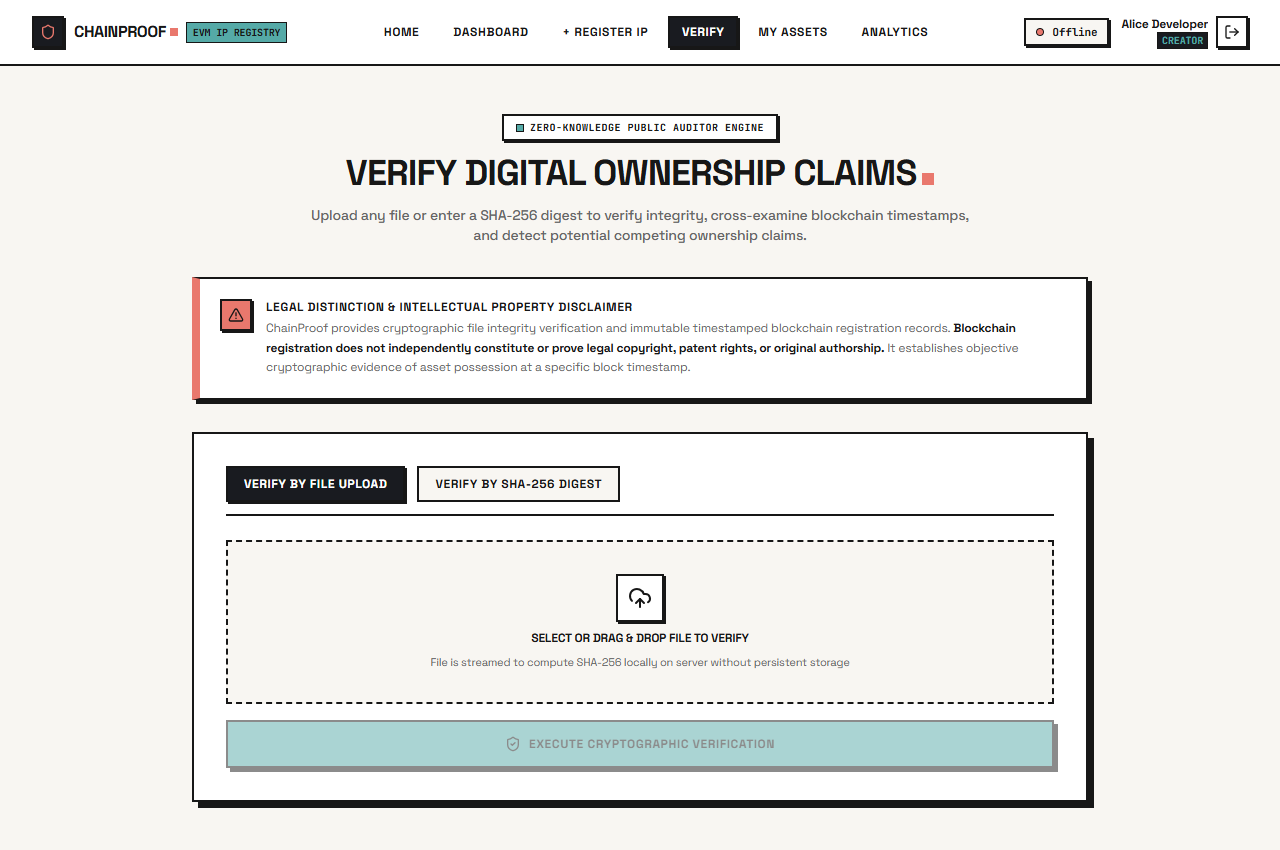 CHAINPROOF
EVM IP REGISTRY
HOME
DASHBOARD
+ REGISTER IP
VERIFY
MY ASSETS
ANALYTICS
Offline
Alice Developer
CREATOR
ZERO-KNOWLEDGE PUBLIC AUDITOR ENGINE
VERIFY DIGITAL OWNERSHIP CLAIMS
Upload any file or enter a SHA-256 digest to verify integrity, cross-examine blockchain timestamps,
and detect potential competing ownership claims.
LEGAL DISTINCTION & INTELLECTUAL PROPERTY DISCLAIMER
ChainProof provides cryptographic file integrity verification and immutable timestamped blockchain registration records. Blockchain
registration does not independently constitute or prove legal copyright, patent rights, or original authorship. It establishes objective
cryptographic evidence of asset possession at a specific block timestamp.
VERIFY BY FILE UPLOAD
VERIFY BY SHA-256 DIGEST
SELECT OR DRAG & DROP FILE TO VERIFY
File is streamed to compute SHA-256 locally on server without persistent storage
EXECUTE CRYPTOGRAPHIC VERIFICATION